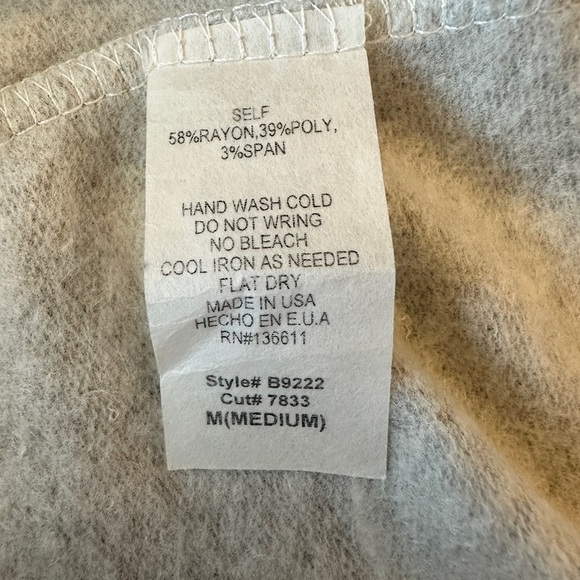 SELF
58%RAYON,39%POLY,
3%SPAN
HAND WASH COLD
DO NOT WRING
NO BLEACH
COOL IRON AS NEEDED
FLAT DRY
MADE IN USA
HECHO EN E.U.A
RN#136611
Style# B9222
Cut# 7833
M(MEDIUM)